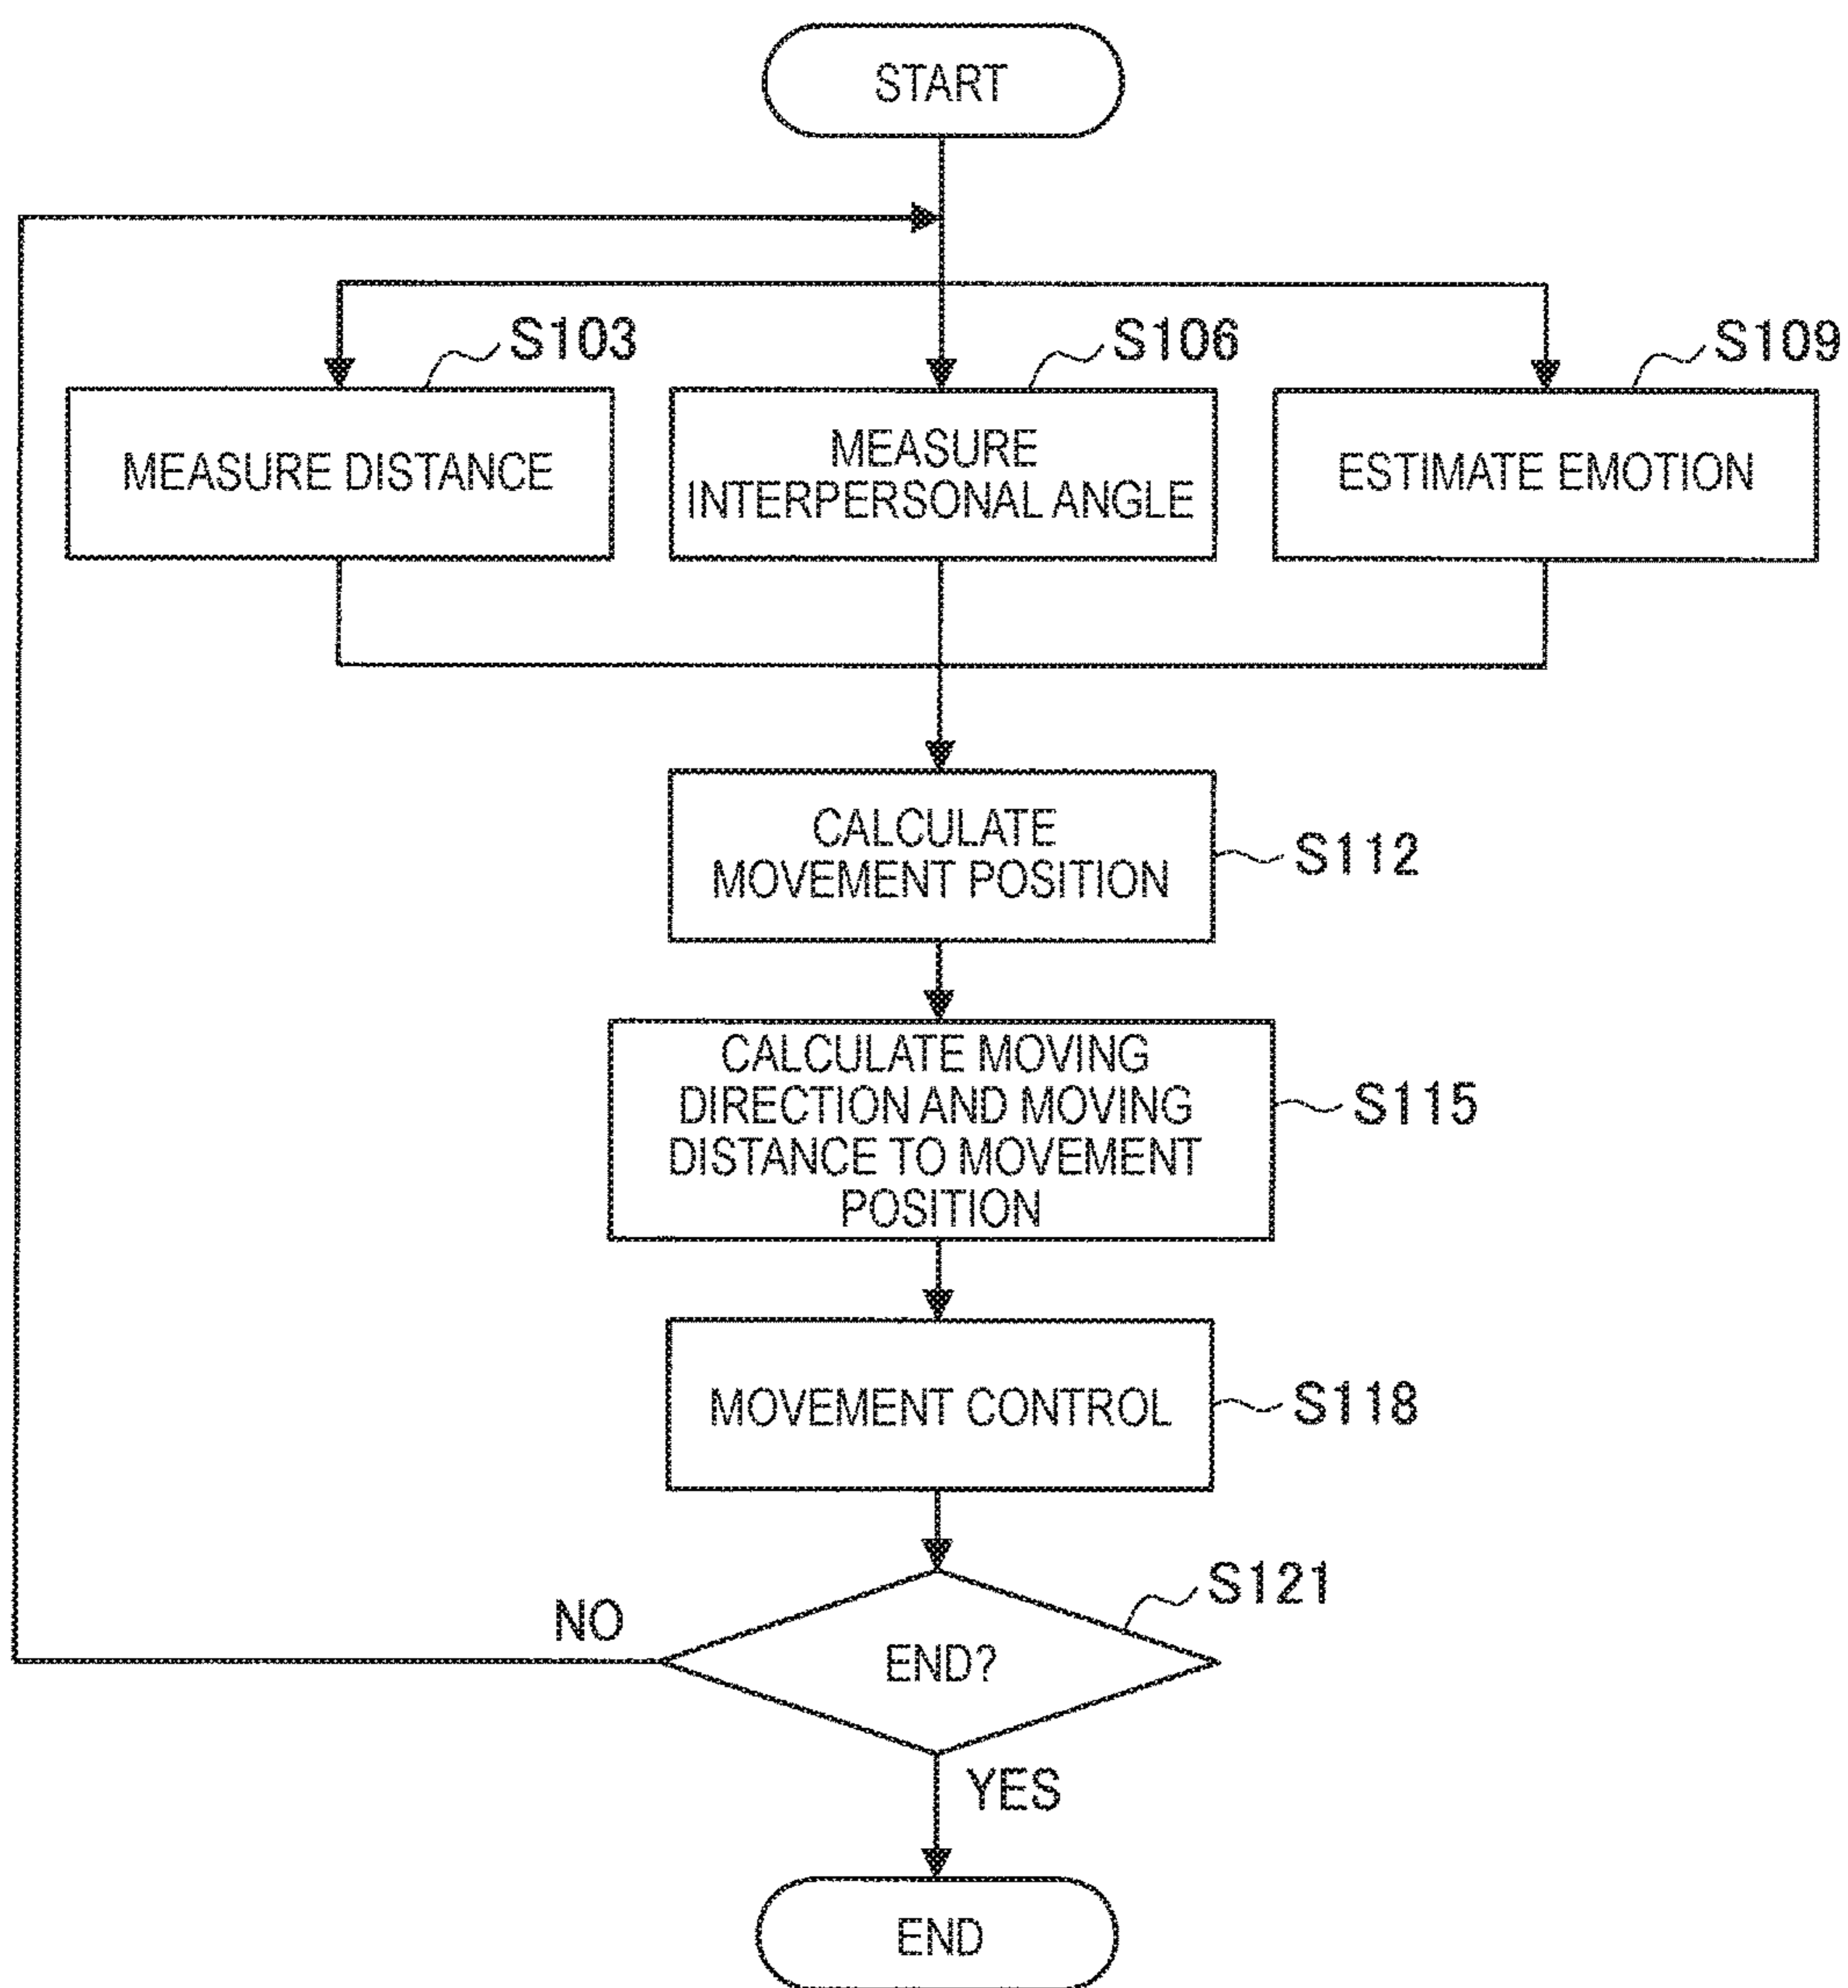 START
S103
S106
S109
MEASURE DISTANCE
MEASURE
INTERPERSONAL ANGLE
ESTIMATE EMOTION
CALCULATE
MOVEMENT POSITION
S112
CALCULATE MOVING
DIRECTION AND MOVING
DISTANCE TO MOVEMENT
POSITION
S115
MOVEMENT CONTROL
S118
S121
NO
END?
YES
END